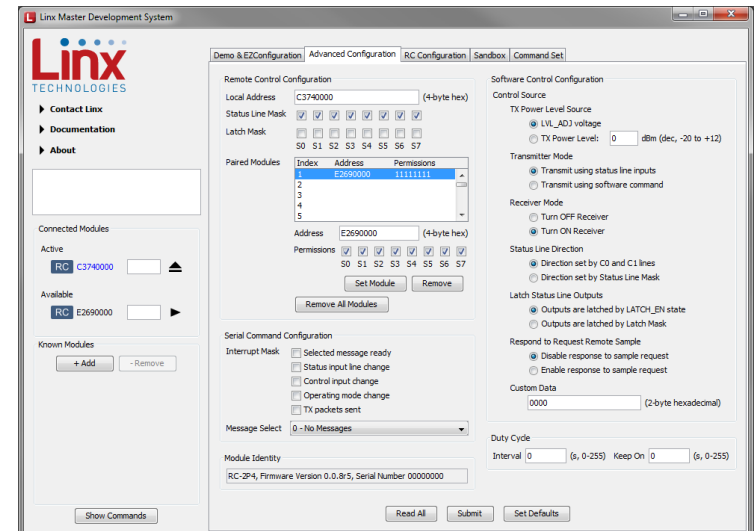 Linx Master Development System
Linx
TECHNOLOGIES
Contact Linx
Documentation
About
Connected Modules
Active
RC C3740000
Available
RC E2690000
Known Modules
+ Add - Remove
Show Commands
Demo & EZConfiguration Advanced Configuration RC Configuration Sandbox Command Set
Remote Control Configuration
Local Address C3740000 (4-byte hex)
Status Line Mask
Latch Mask
S0 S1 S2 S3 S4 S5 S6 S7
Paired Modules Index Address Permissions
1 E2690000 11111111
2
3
4
5
Address E2690000 (4-byte hex)
Permissions
S0 S1 S2 S3 S4 S5 S6 S7
Set Module Remove
Remove All Modules
Serial Command Configuration
Interrupt Mask Selected message ready
Status input line change
Control input change
Operating mode change
TX packets sent
Message Select 0 - No Messages
Module Identity
RC-2P4, Firmware Version 0.0.8r5, Serial Number 00000000
Software Control Configuration
Control Source
TX Power Level Source
LVL_ADJ voltage
TX Power Level: 0 dBm (dec, -20 to +12)
Transmitter Mode
Transmit using status line inputs
Transmit using software command
Receiver Mode
Turn OFF Receiver
Turn ON Receiver
Status Line Direction
Direction set by C0 and C1 lines
Direction set by Status Line Mask
Latch Status Line Outputs
Outputs are latched by LATCH_EN state
Outputs are latched by Latch Mask
Respond to Request Remote Sample
Disable response to sample request
Enable response to sample request
Custom Data
0000 (2-byte hexadecimal)
Duty Cycle
Interval 0 (s, 0-255) Keep On 0 (s, 0-255)
Read All Submit Set Defaults